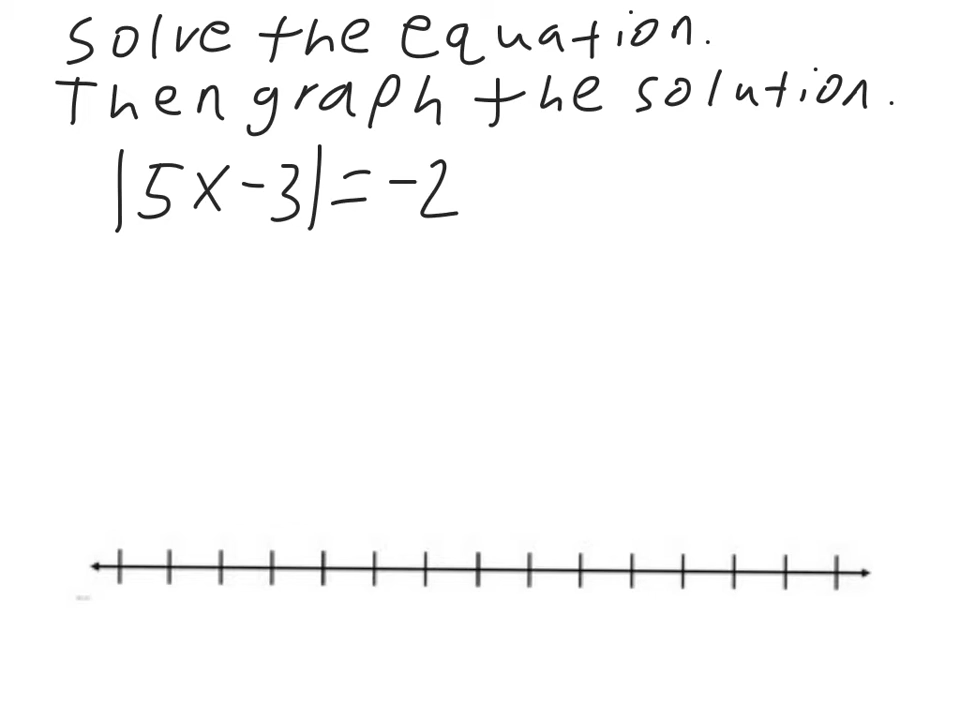 solve the equation.
Then graph the solution.
|5x-3|=-2